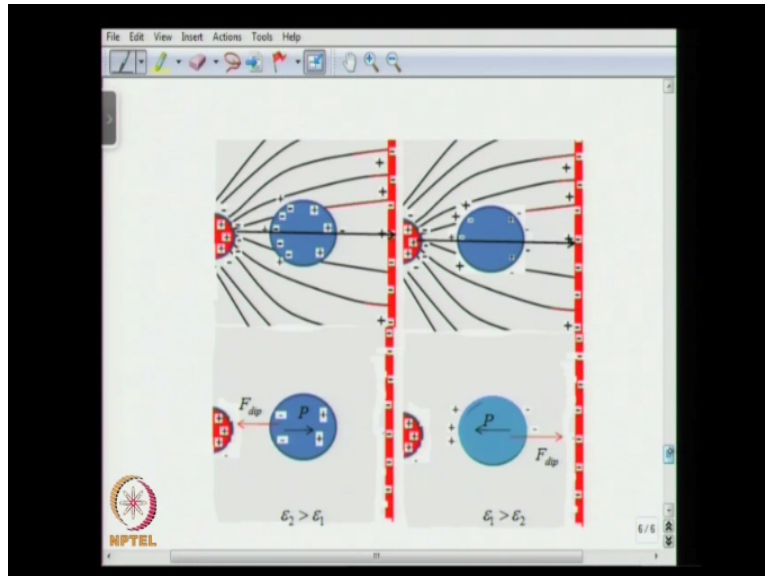 File Edit View Insert Actions Tools Help
F_dip P
P
F_dip
ε₂ > ε₁ ε₁ > ε₂
6/6
NPTEL